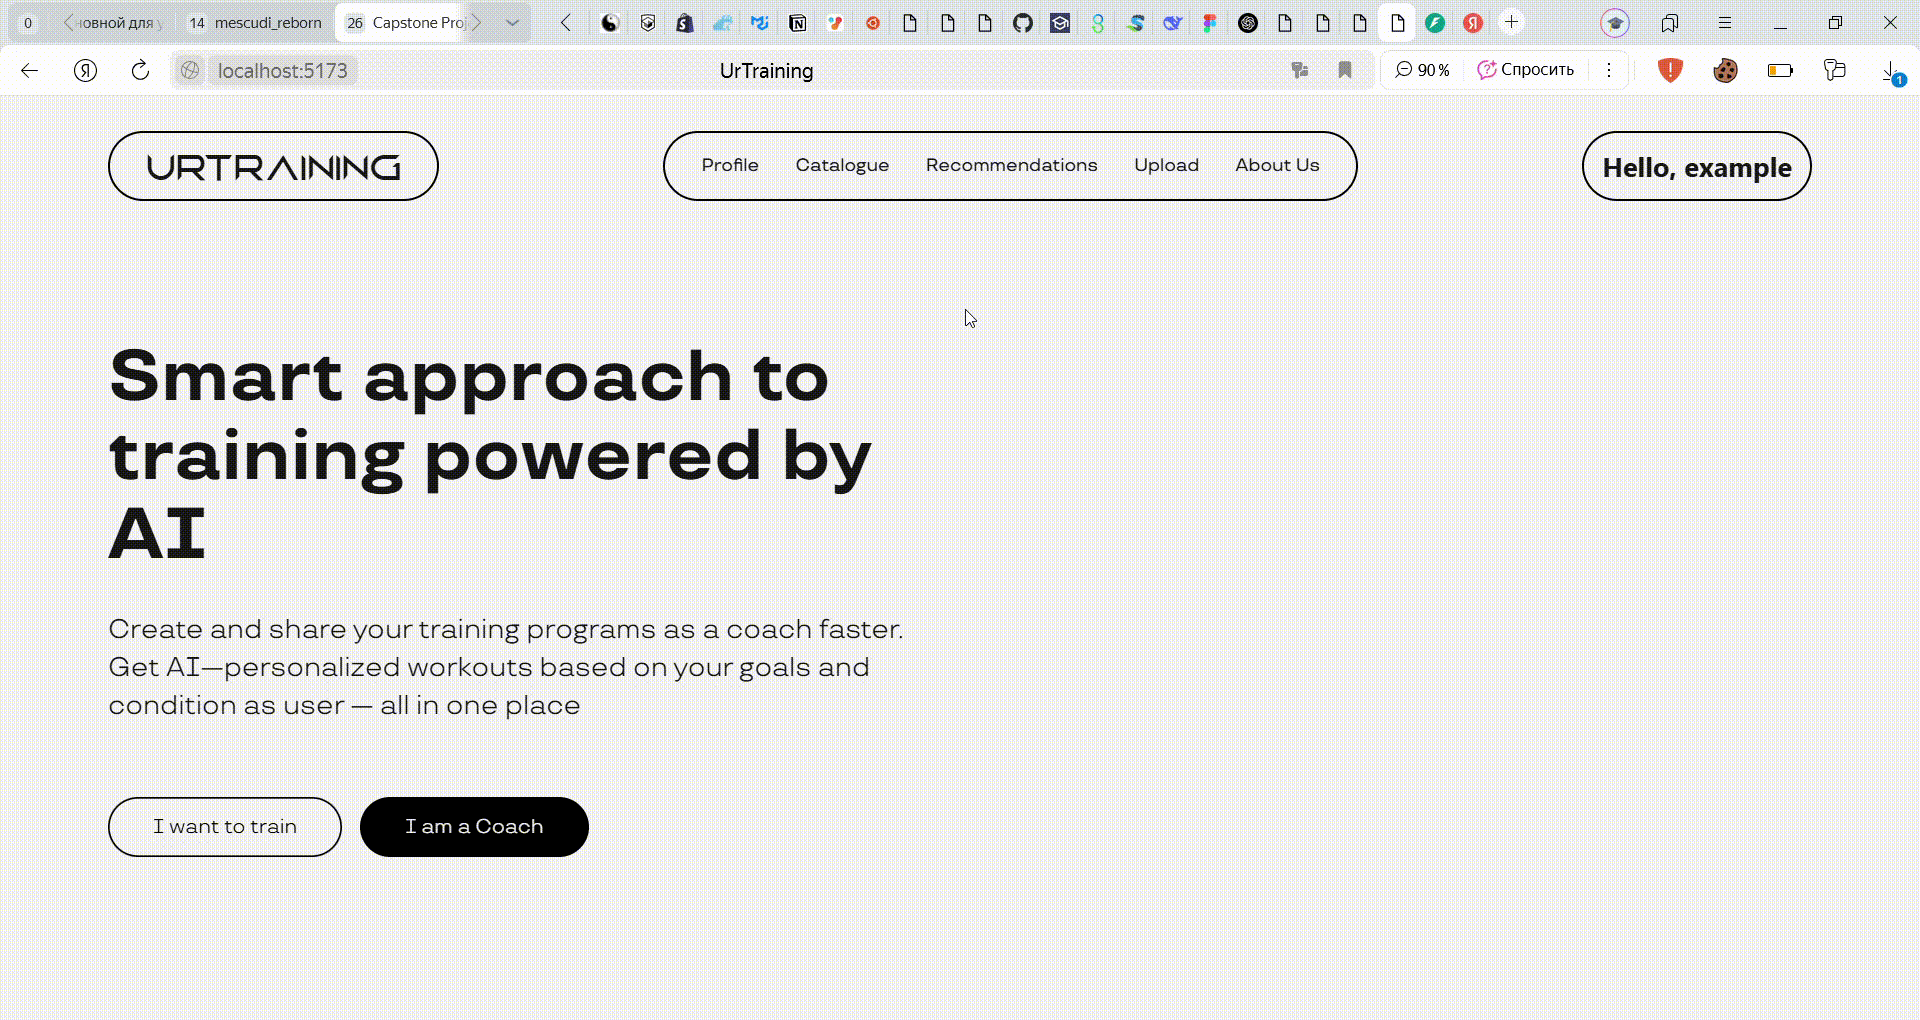 0 новной для 14 mescudi_reborn 26 Capstone Pro
localhost:5173 UrTraining 90 % Спросить 1
URTRAINING Profile Catalogue Recommendations Upload About Us Hello, example
Smart approach to
training powered by
AI
Create and share your training programs as a coach faster.
Get AI—personalized workouts based on your goals and
condition as user — all in one place
I want to train I am a Coach